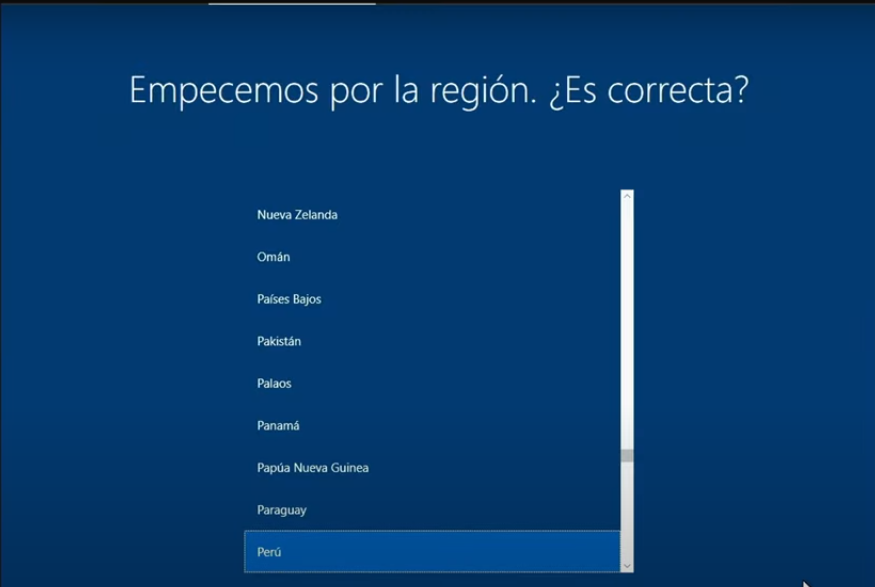 Empecemos por la región. ¿Es correcta?
Nueva Zelanda
Omán
Países Bajos
Pakistán
Palaos
Panamá
Papúa Nueva Guinea
Paraguay
Perú